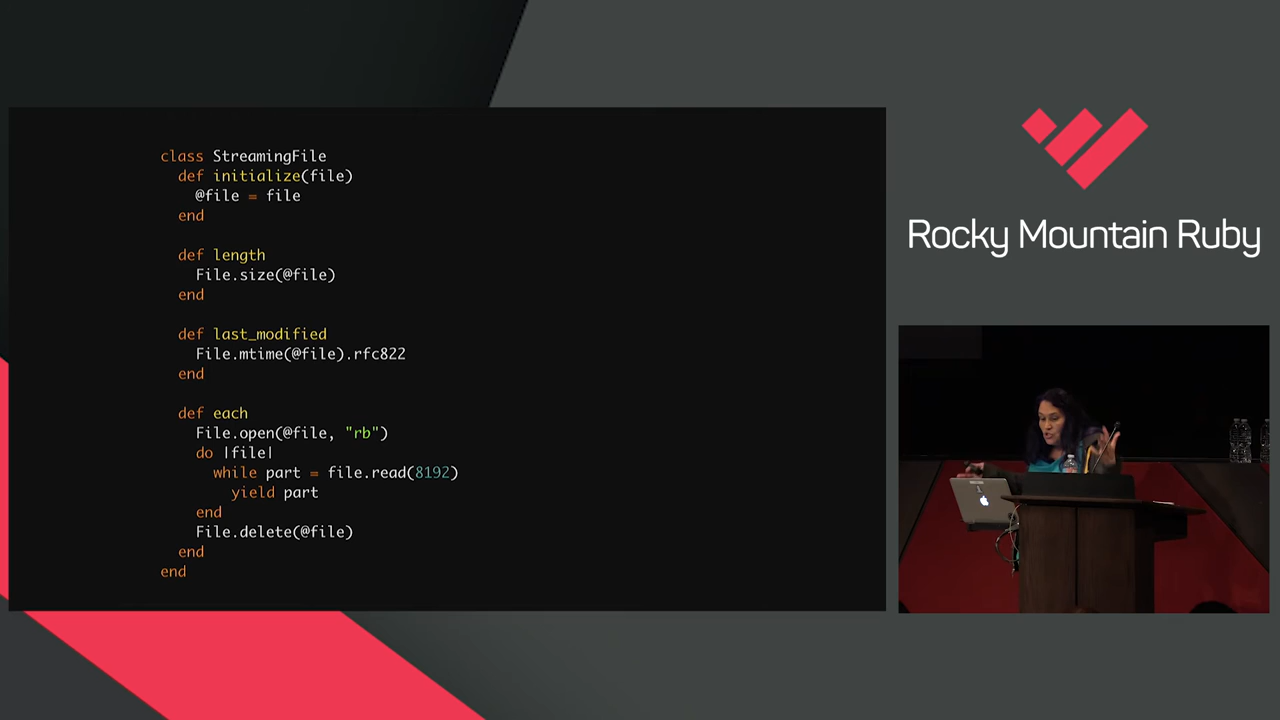 class StreamingFile
def initialize(file)
@file = file
end
def length
File.size(@file)
end
def last_modified
File.mtime(@file).rfc822
end
def each
File.open(@file, "rb")
do |file|
while part = file.read(8192)
yield part
end
File.delete(@file)
end
end
Rocky Mountain Ruby